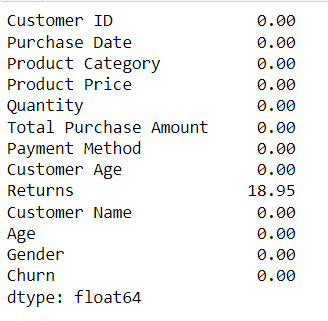 Customer ID 0.00
Purchase Date 0.00
Product Category 0.00
Product Price 0.00
Quantity 0.00
Total Purchase Amount 0.00
Payment Method 0.00
Customer Age 0.00
Returns 18.95
Customer Name 0.00
Age 0.00
Gender 0.00
Churn 0.00
dtype: float64